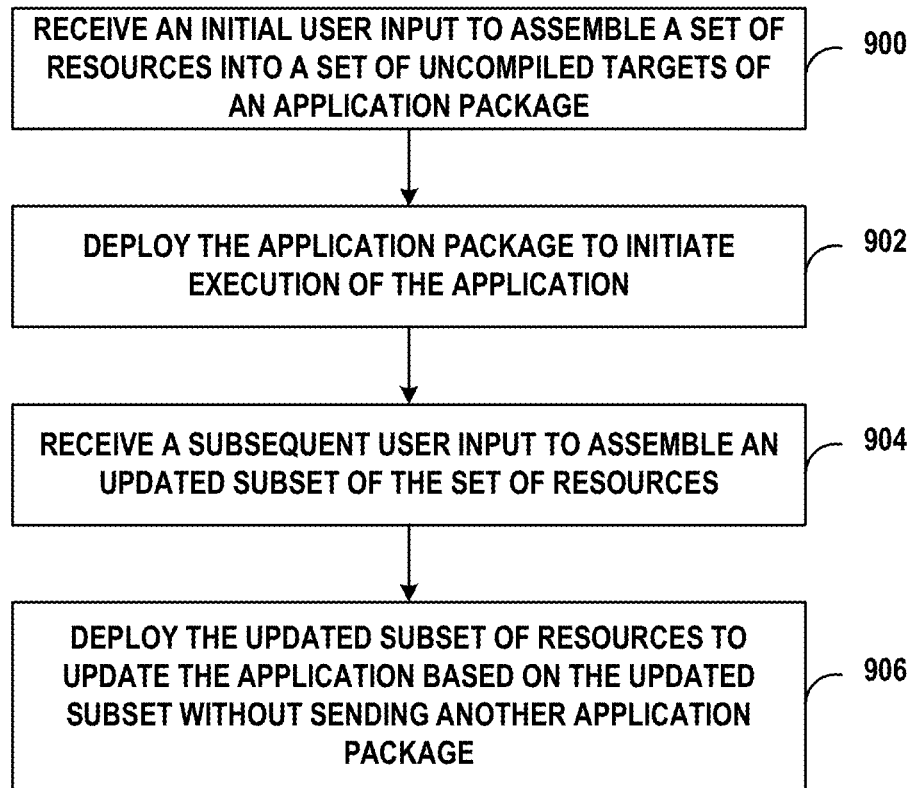 RECEIVE AN INITIAL USER INPUT TO ASSEMBLE A SET OF
RESOURCES INTO A SET OF UNCOMPILED TARGETS OF
AN APPLICATION PACKAGE
900
DEPLOY THE APPLICATION PACKAGE TO INITIATE
EXECUTION OF THE APPLICATION
902
RECEIVE A SUBSEQUENT USER INPUT TO ASSEMBLE AN
UPDATED SUBSET OF THE SET OF RESOURCES
904
DEPLOY THE UPDATED SUBSET OF RESOURCES TO
UPDATE THE APPLICATION BASED ON THE UPDATED
SUBSET WITHOUT SENDING ANOTHER APPLICATION
PACKAGE
906